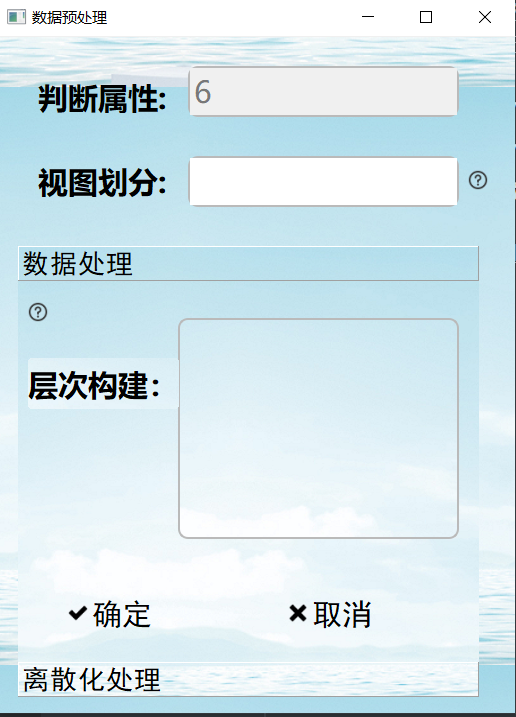 数据预处理
判断属性: 6
视图划分:
数据处理
层次构建：
确定 取消
离散化处理